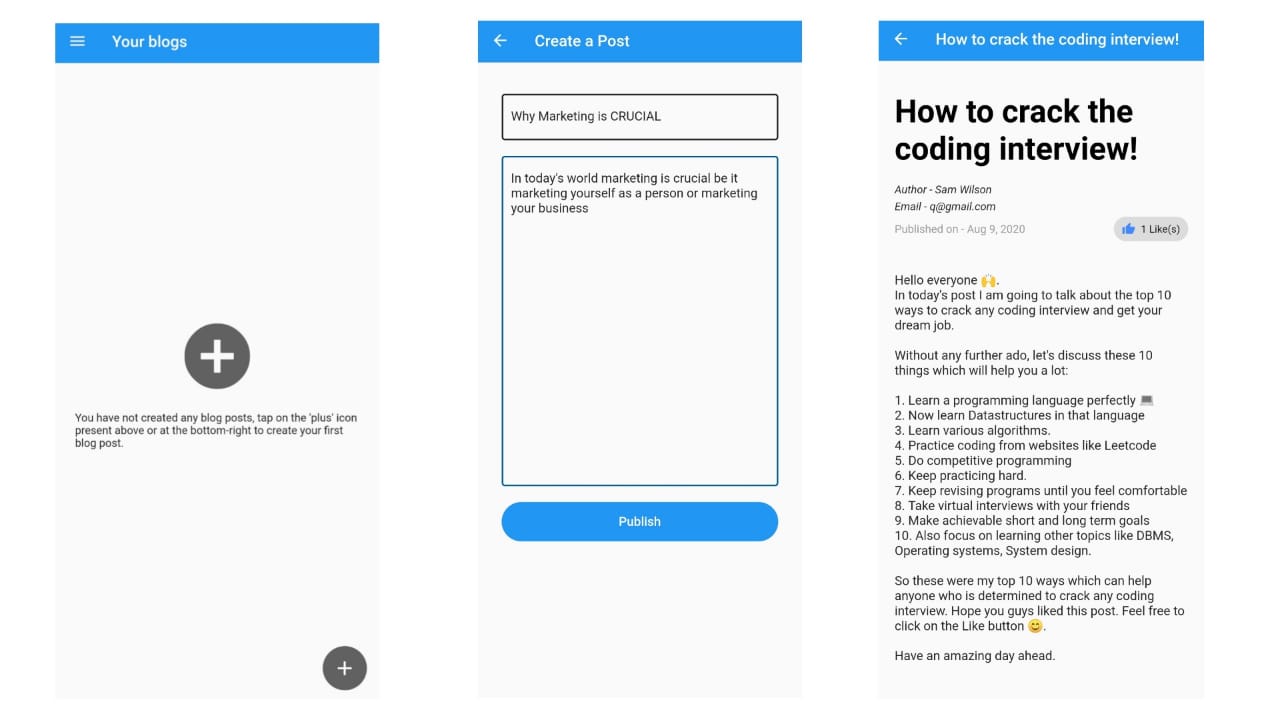 Your blogs
You have not created any blog posts, tap on the 'plus' icon
present above or at the bottom-right to create your first
blog post.
Create a Post
Why Marketing is CRUCIAL
In today's world marketing is crucial be it
marketing yourself as a person or marketing
your business
Publish
How to crack the coding interview!
How to crack the
coding interview!
Author - Sam Wilson
Email - q@gmail.com
Published on - Aug 9, 2020
1 Like(s)
Hello everyone 🙌.
In today's post I am going to talk about the top 10
ways to crack any coding interview and get your
dream job.
Without any further ado, let's discuss these 10
things which will help you a lot:
1. Learn a programming language perfectly 💻
2. Now learn Datastructures in that language
3. Learn various algorithms.
4. Practice coding from websites like Leetcode
5. Do competitive programming
6. Keep practicing hard.
7. Keep revising programs until you feel comfortable
8. Take virtual interviews with your friends
9. Make achievable short and long term goals
10. Also focus on learning other topics like DBMS,
Operating systems, System design.
So these were my top 10 ways which can help
anyone who is determined to crack any coding
interview. Hope you guys liked this post. Feel free to
click on the Like button 😊.
Have an amazing day ahead.